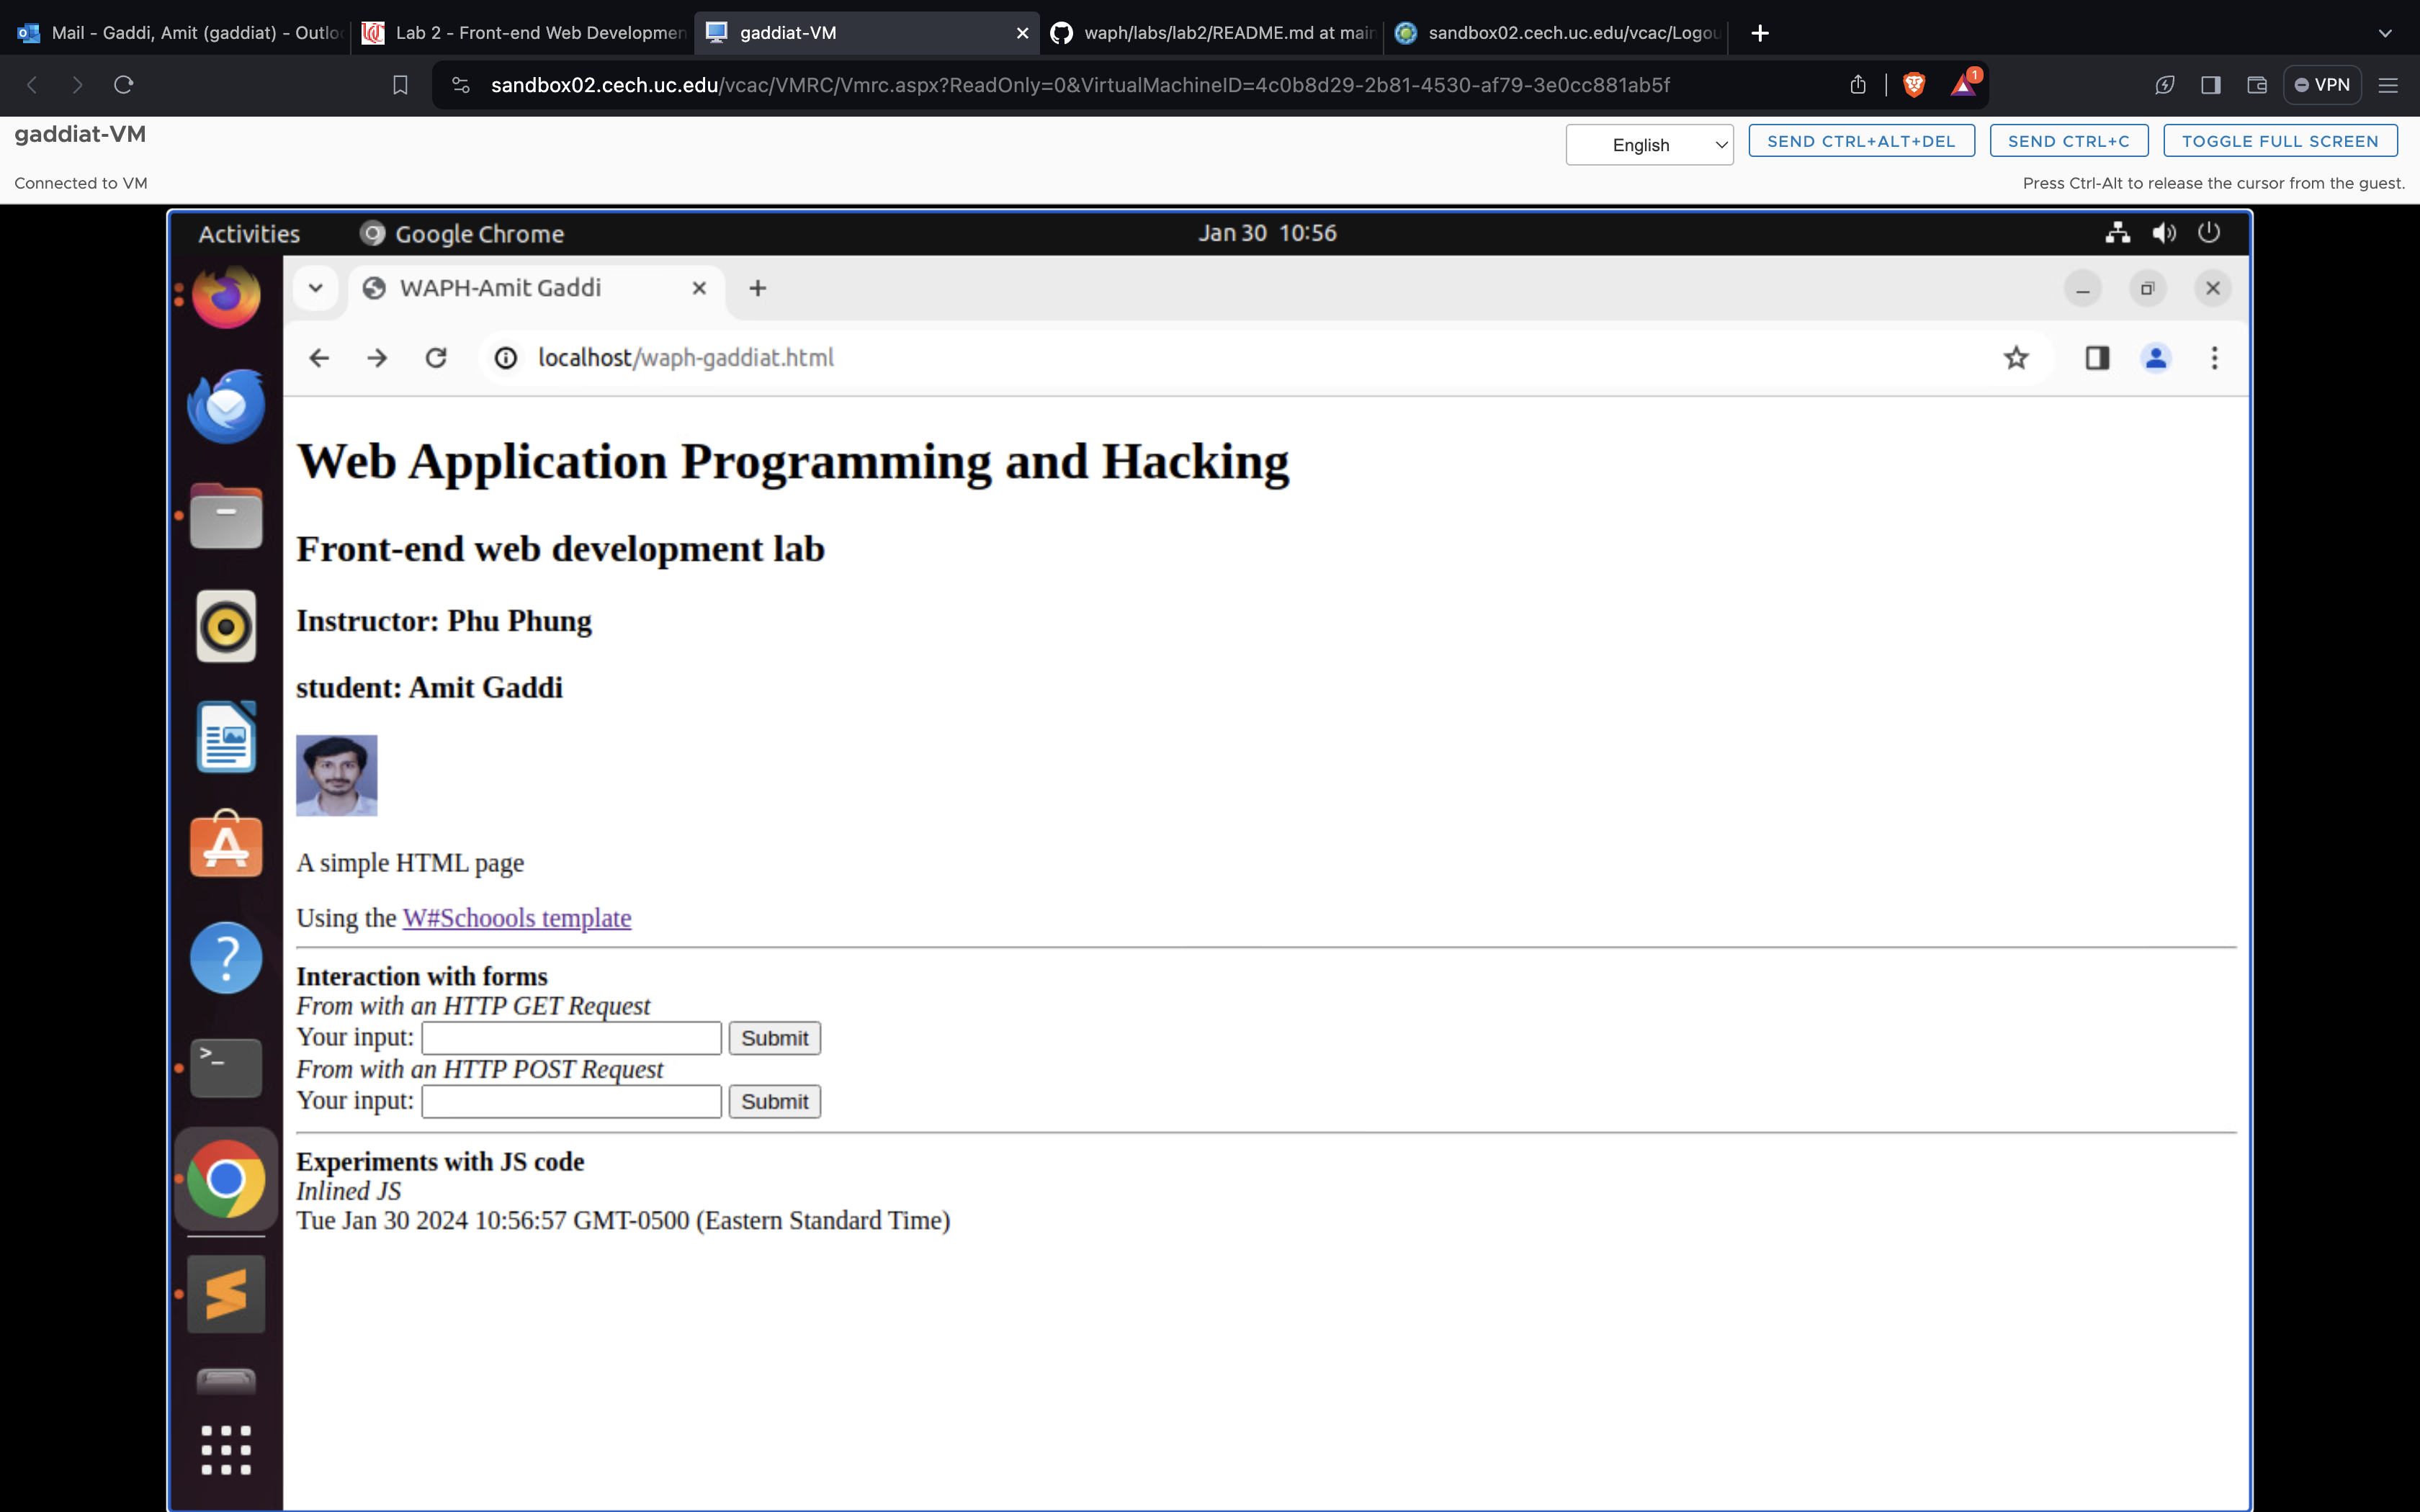 Mail - Gaddi, Amit (gaddiat) - Outlo
Lab 2 - Front-end Web Developmen
gaddiat-VM
waph/labs/lab2/README.md at main
sandbox02.cech.uc.edu/vcac/Logou
sandbox02.cech.uc.edu/vcac/VMRC/Vmrc.aspx?ReadOnly=0&VirtualMachineID=4c0b8d29-2b81-4530-af79-3e0cc881ab5f
1
VPN
gaddiat-VM
English
SEND CTRL+ALT+DEL
SEND CTRL+C
TOGGLE FULL SCREEN
Connected to VM
Press Ctrl-Alt to release the cursor from the guest.
Activities
Google Chrome
Jan 30 10:56
WAPH-Amit Gaddi
localhost/waph-gaddiat.html
Web Application Programming and Hacking
Front-end web development lab
Instructor: Phu Phung
student: Amit Gaddi
A simple HTML page
Using the W#Schoools template
Interaction with forms
From with an HTTP GET Request
Your input: Submit
From with an HTTP POST Request
Your input: Submit
Experiments with JS code
Inlined JS
Tue Jan 30 2024 10:56:57 GMT-0500 (Eastern Standard Time)